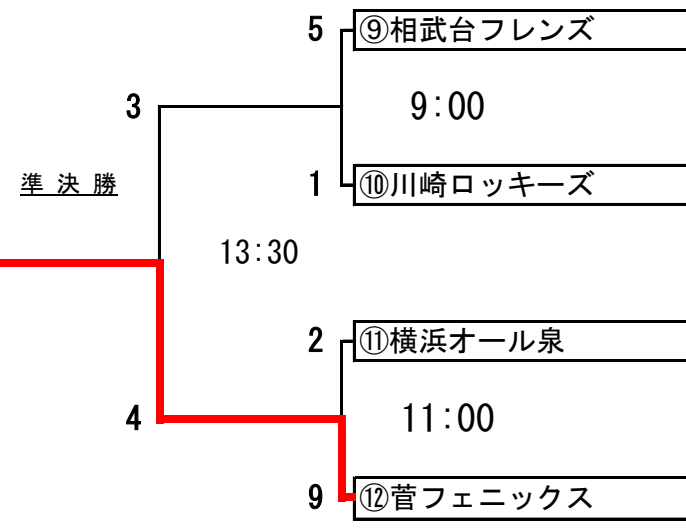 5 ⑨相武台フレンズ
3
9:00
準決勝
1 ⑩川崎ロッキーズ
13:30
2 ⑪横浜オール泉
4
11:00
9 ⑫菅フェニックス